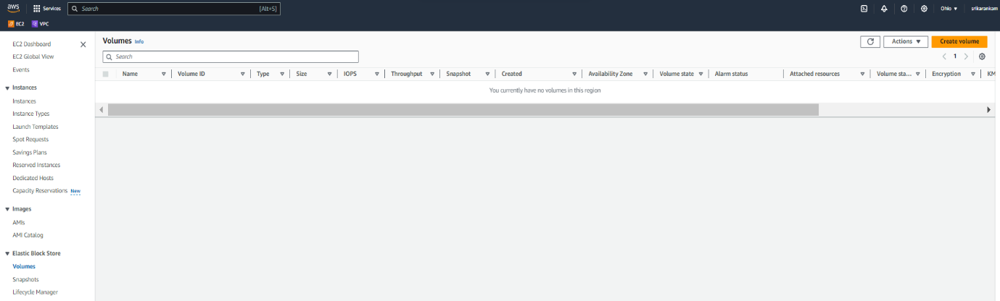 aws Services Search [Alt+S] Ohio srikarankam
EC2 VPC
EC2 Dashboard
EC2 Global View
Events
Instances
Instances
Instance Types
Launch Templates
Spot Requests
Savings Plans
Reserved Instances
Dedicated Hosts
Capacity Reservations New
Images
AMIs
AMI Catalog
Elastic Block Store
Volumes
Snapshots
Lifecycle Manager
Volumes Info
Actions Create volume
Search
1
Name Volume ID Type Size IOPS Throughput Snapshot Created Availability Zone Volume state Alarm status Attached resources Volume sta... Encryption KM
You currently have no volumes in this region